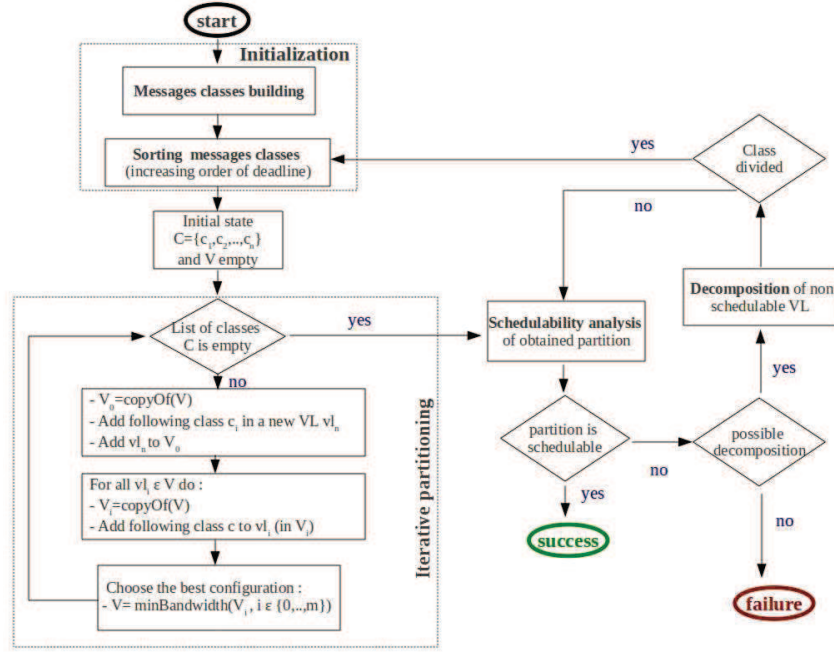 start
Initialization
Messages classes building
Sorting messages classes
(increasing order of deadline)
Initial state
C={c₁,c₂,..,cₙ}
and V empty
List of classes
C is empty
yes
no
- V₀=copyOf(V)
- Add following class cᵢ in a new VL vlₙ
- Add vlₙ to V₀
For all vlᵢ ε V do :
- Vᵢ=copyOf(V)
- Add following class c to vlᵢ (in Vᵢ)
Choose the best configuration :
- V= minBandwidth(Vᵢ , i ε {0,..,m})
Iterative partitioning
Class
divided
yes
no
Decomposition of non
schedulable VL
Schedulability analysis
of obtained partition
yes
partition is
schedulable
possible
decomposition
no
yes
no
success
failure